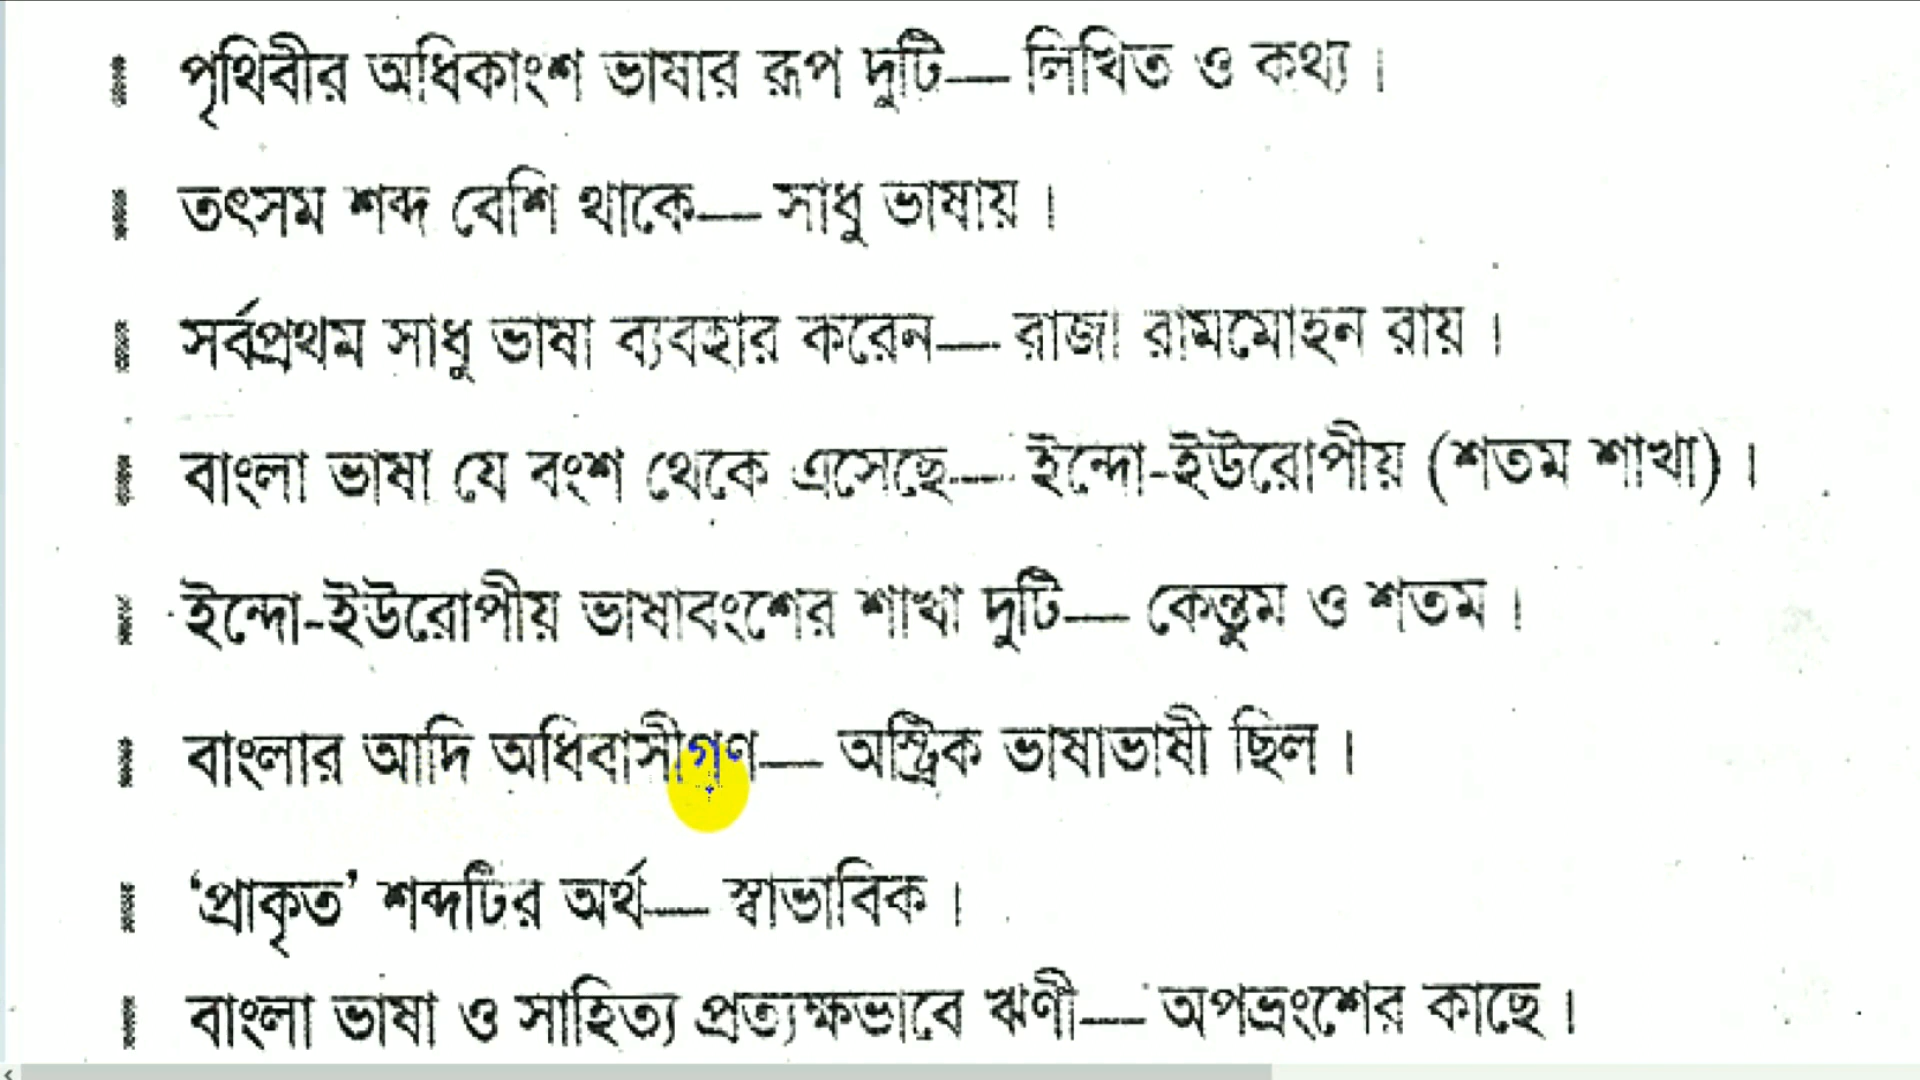 পৃথিবীর অধিকাংশ ভাষার রূপ দুটি— লিখিত ও কথ্য।
তৎসম শব্দ বেশি থাকে— সাধু ভাষায়।
সর্বপ্রথম সাধু ভাষা ব্যবহার করেন— রাজা রামমোহন রায়।
বাংলা ভাষা যে বংশ থেকে এসেছে— ইন্দো-ইউরোপীয় (শতম শাখা)।
ইন্দো-ইউরোপীয় ভাষাবংশের শাখা দুটি— কেন্তুম ও শতম।
বাংলার আদি অধিবাসীগণ— অস্ট্রিক ভাষাভাষী ছিল।
‘প্রাকৃত’ শব্দটির অর্থ— স্বাভাবিক।
বাংলা ভাষা ও সাহিত্য প্রত্যক্ষভাবে ঋণী— অপভ্রংশের কাছে।